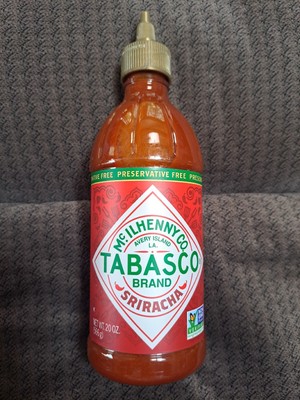 PRESERVATIVE FREE
McILHENNY CO.
AVERY ISLAND
LA.
TABASCO
BRAND
SRIRACHA
NET WT. 20 OZ.